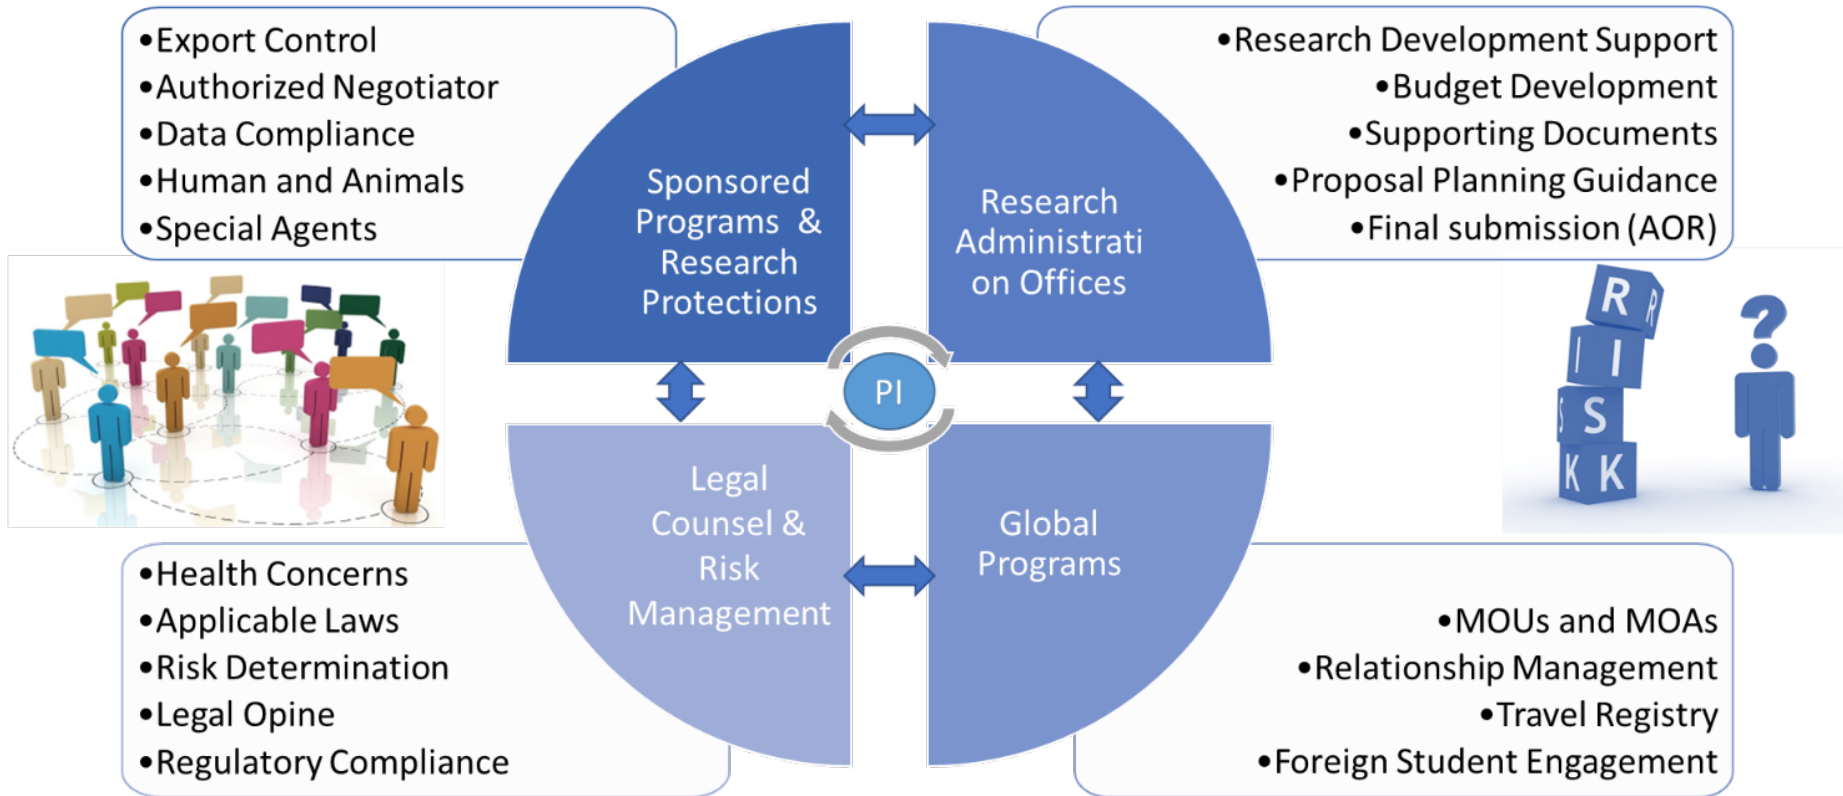 •Export Control
•Authorized Negotiator
•Data Compliance
•Human and Animals
•Special Agents
•Research Development Support
•Budget Development
•Supporting Documents
•Proposal Planning Guidance
•Final submission (AOR)
Sponsored
Programs &
Research
Protections
Research
Administrati
on Offices
PI
Legal
Counsel &
Risk
Management
Global
Programs
R R
I I
S S
K K
?
•Health Concerns
•Applicable Laws
•Risk Determination
•Legal Opine
•Regulatory Compliance
•MOUs and MOAs
•Relationship Management
•Travel Registry
•Foreign Student Engagement